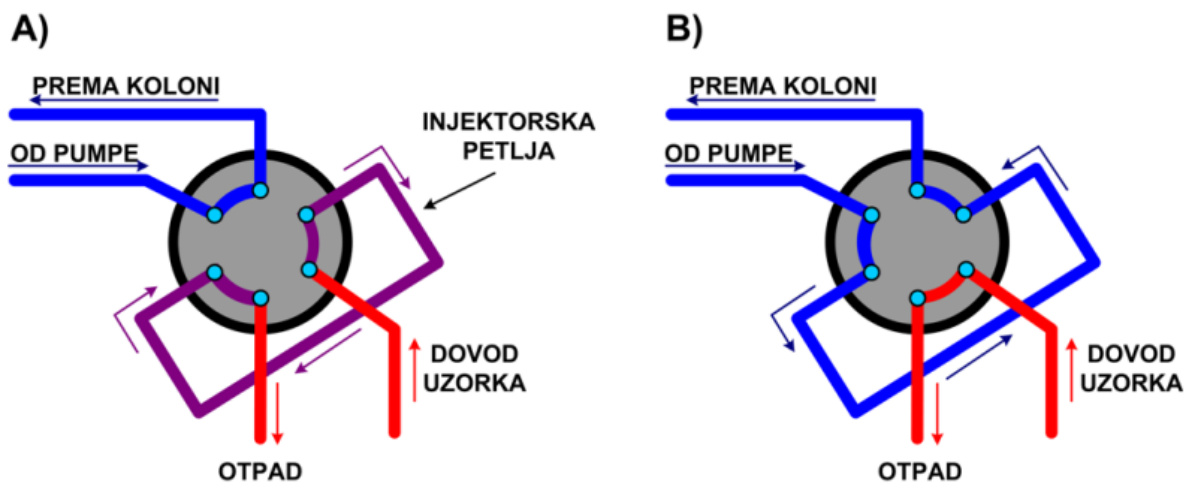 A)
PREMA KOLONI
OD PUMPE
INJEKTORSKA
PETLJA
DOVOD
UZORKA
OTPAD
B)
PREMA KOLONI
OD PUMPE
DOVOD
UZORKA
OTPAD